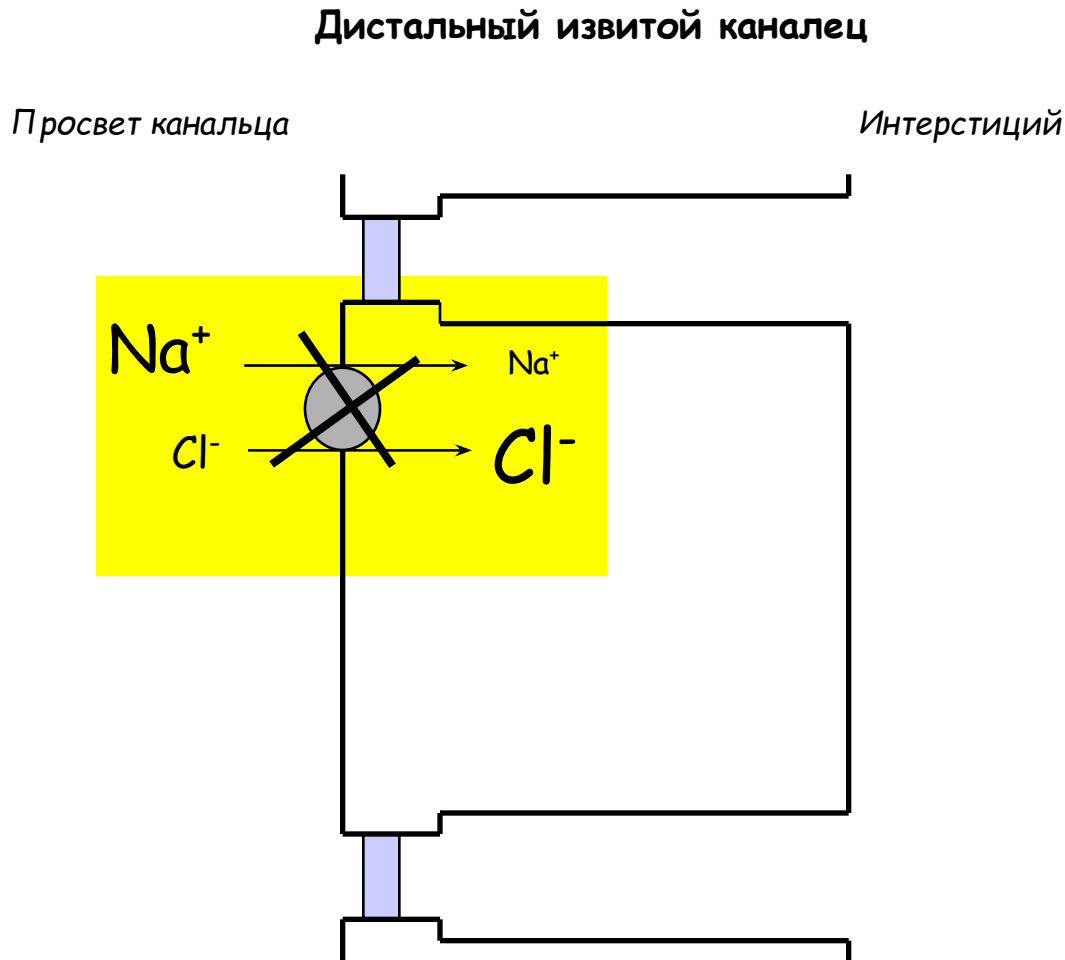 Дистальный извитой каналец
Просвет канальца
Интерстиций
Na⁺
Na⁺
Cl⁻
Cl⁻